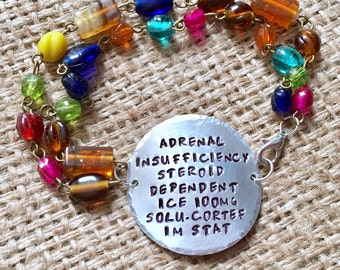 ADRENAL
INSUFFICIENCY
STEROID
DEPENDENT
ICE 100MG
SOLU-CORTEF
IM STAT